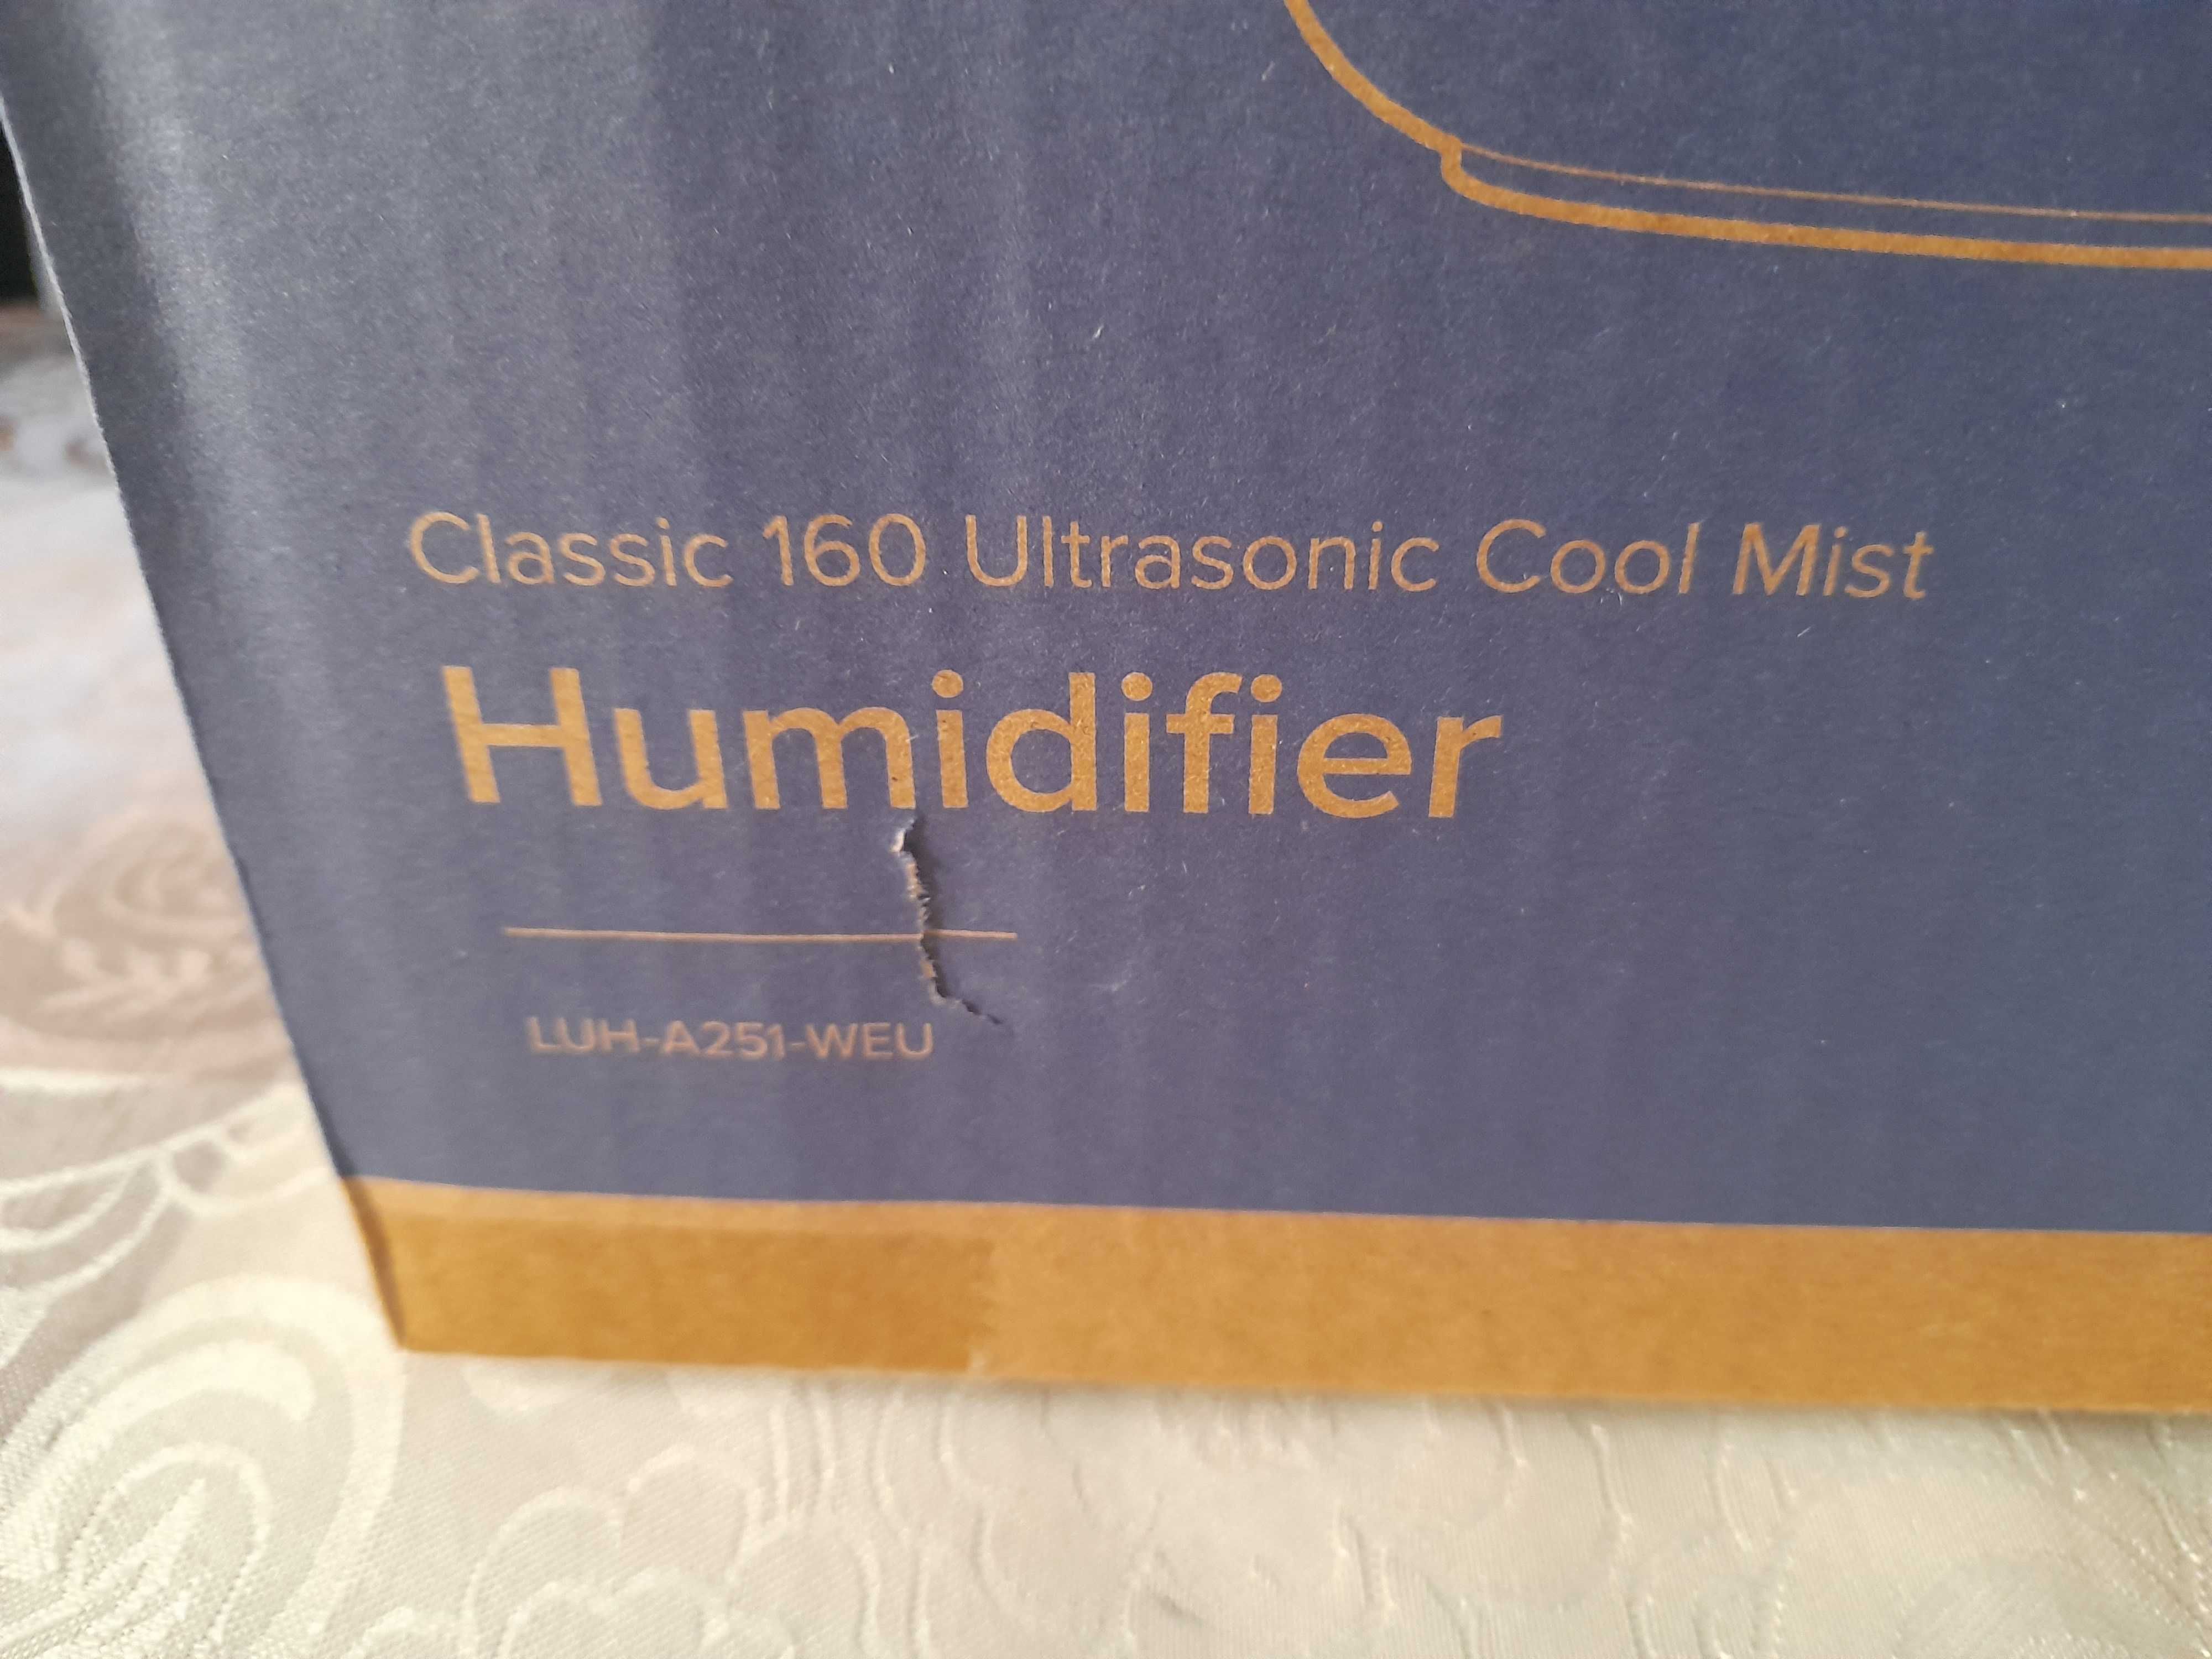 Classic 160 Ultrasonic Cool Mist
Humidifier
LUH-A251-WEU